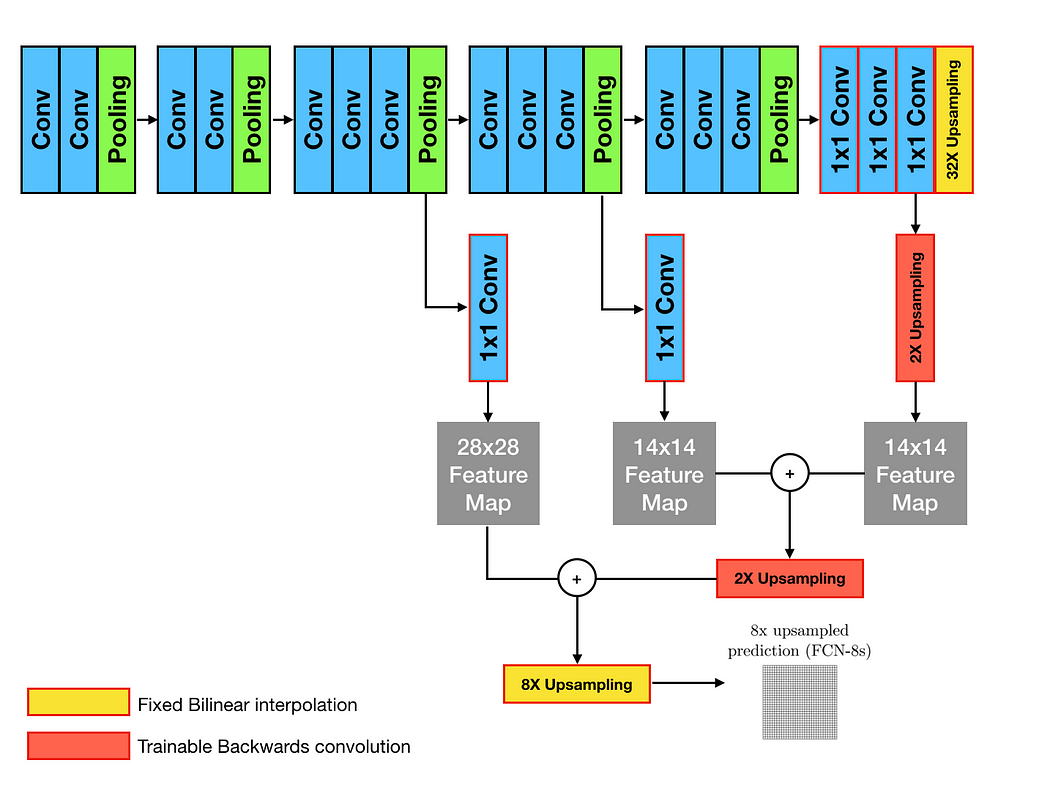 Conv
Conv
Pooling
Conv
Conv
Pooling
Conv
Conv
Conv
Pooling
Conv
Conv
Conv
Pooling
Conv
Conv
Conv
Pooling
1x1 Conv
1x1 Conv
1x1 Conv
32X Upsampling
1x1 Conv
1x1 Conv
2X Upsampling
28x28
Feature
Map
14x14
Feature
Map
+
14x14
Feature
Map
+
2X Upsampling
8x upsampled
prediction (FCN-8s)
8X Upsampling
Fixed Bilinear interpolation
Trainable Backwards convolution